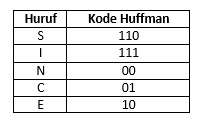 Huruf Kode Huffman
S 110
I 111
N 00
C 01
E 10